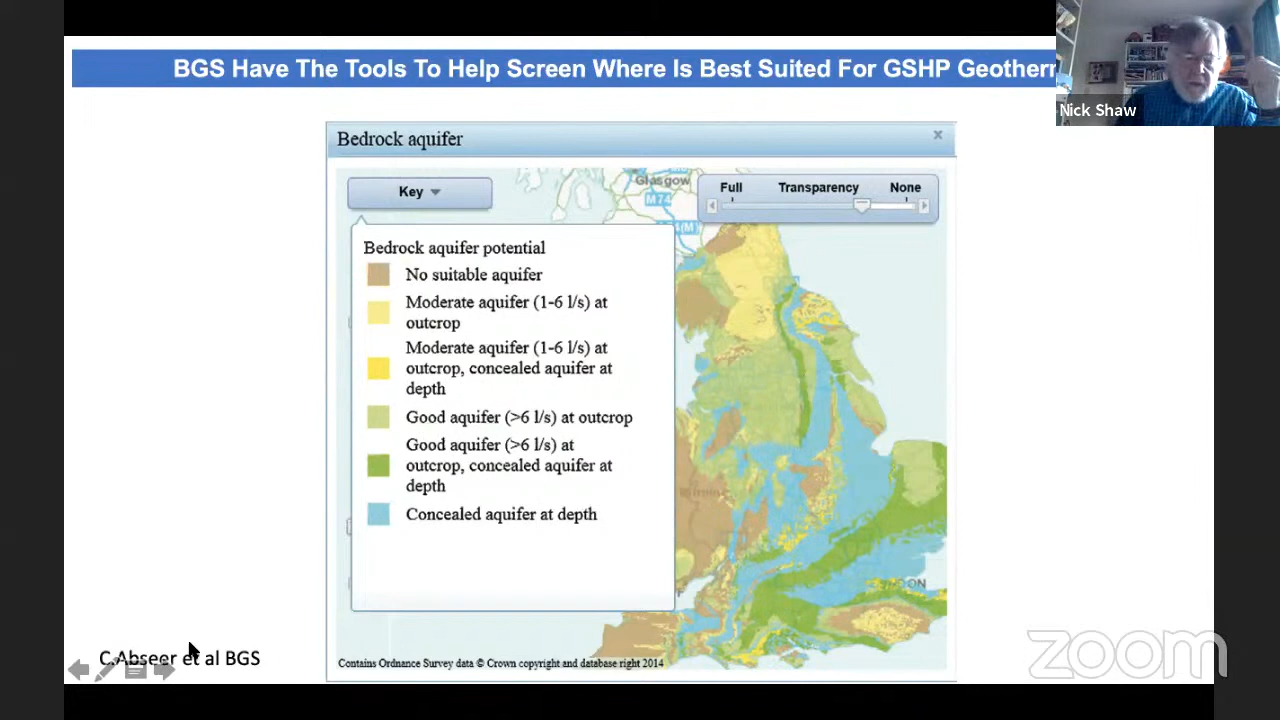 BGS Have The Tools To Help Screen Where Is Best Suited For GSHP Geotherm
Nick Shaw
Bedrock aquifer
Key
Glasgow
M74
Full Transparency None
Bedrock aquifer potential
No suitable aquifer
Moderate aquifer (1-6 l/s) at
outcrop
Moderate aquifer (1-6 l/s) at
outcrop, concealed aquifer at
depth
Good aquifer (>6 l/s) at outcrop
Good aquifer (>6 l/s) at
outcrop, concealed aquifer at
depth
Concealed aquifer at depth
Contains Ordnance Survey data © Crown copyright and database right 2014
C.Abseer et al BGS
zoom